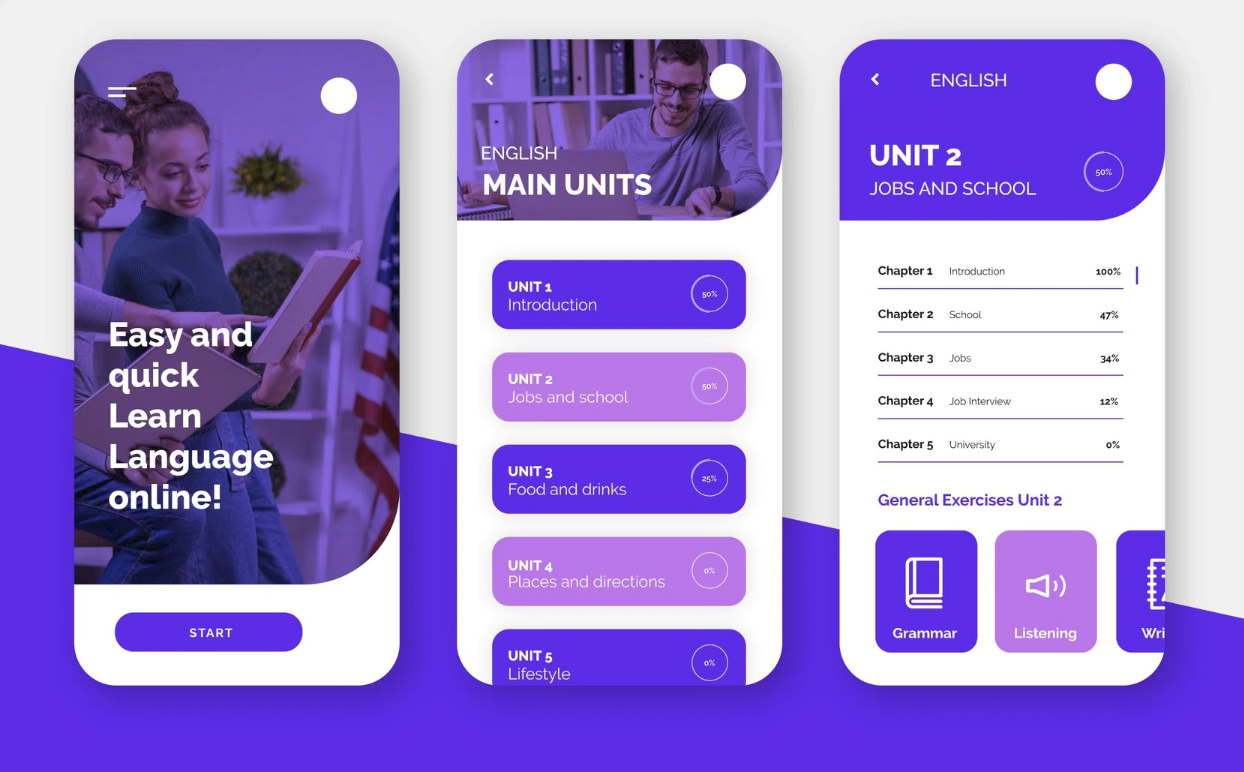 Easy and
quick
Learn
Language
online!
START
ENGLISH
MAIN UNITS
UNIT 1
Introduction
50%
UNIT 2
Jobs and school
50%
UNIT 3
Food and drinks
25%
UNIT 4
Places and directions
0%
UNIT 5
Lifestyle
0%
ENGLISH
UNIT 2
JOBS AND SCHOOL
50%
Chapter 1 Introduction 100%
Chapter 2 School 47%
Chapter 3 Jobs 34%
Chapter 4 Job Interview 12%
Chapter 5 University 0%
General Exercises Unit 2
Grammar
Listening
Wri